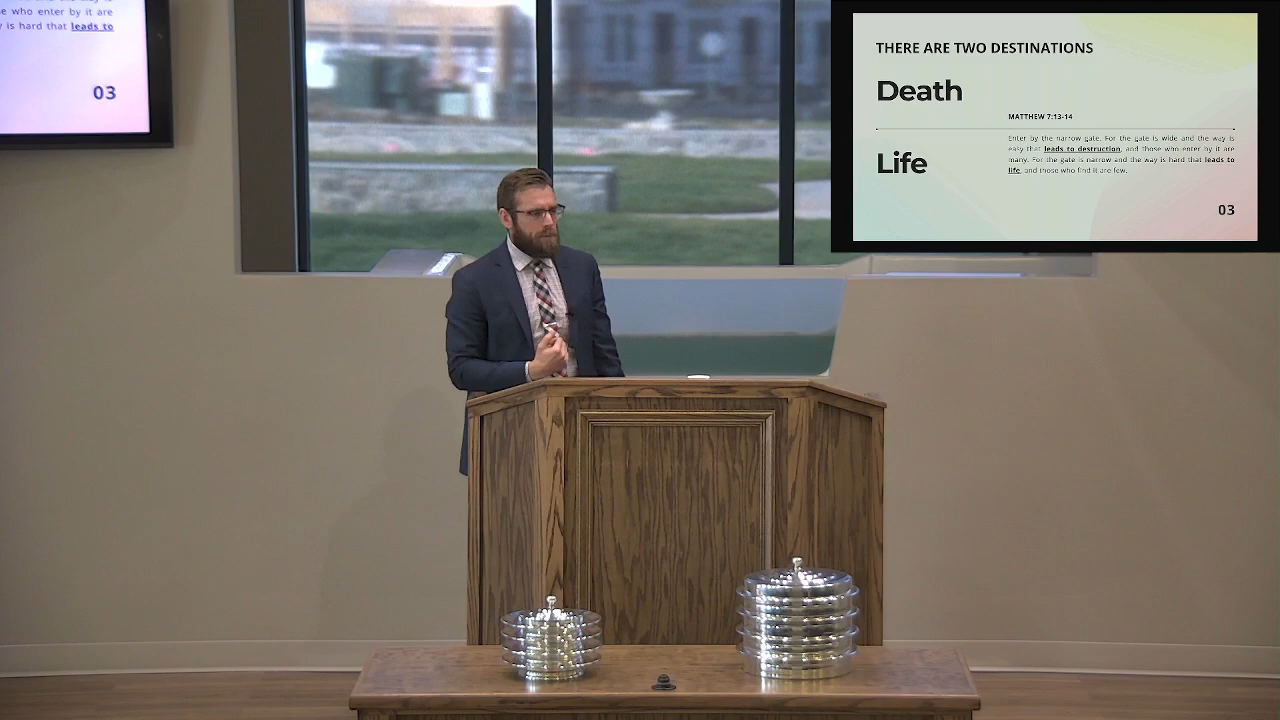 e who enter by it are
y is hard that leads to
03
THERE ARE TWO DESTINATIONS
Death
MATTHEW 7:13-14
Life
Enter by the narrow gate. For the gate is wide and the way is
easy that leads to destruction, and those who enter by it are
many. For the gate is narrow and the way is hard that leads to
life, and those who find it are few.
03